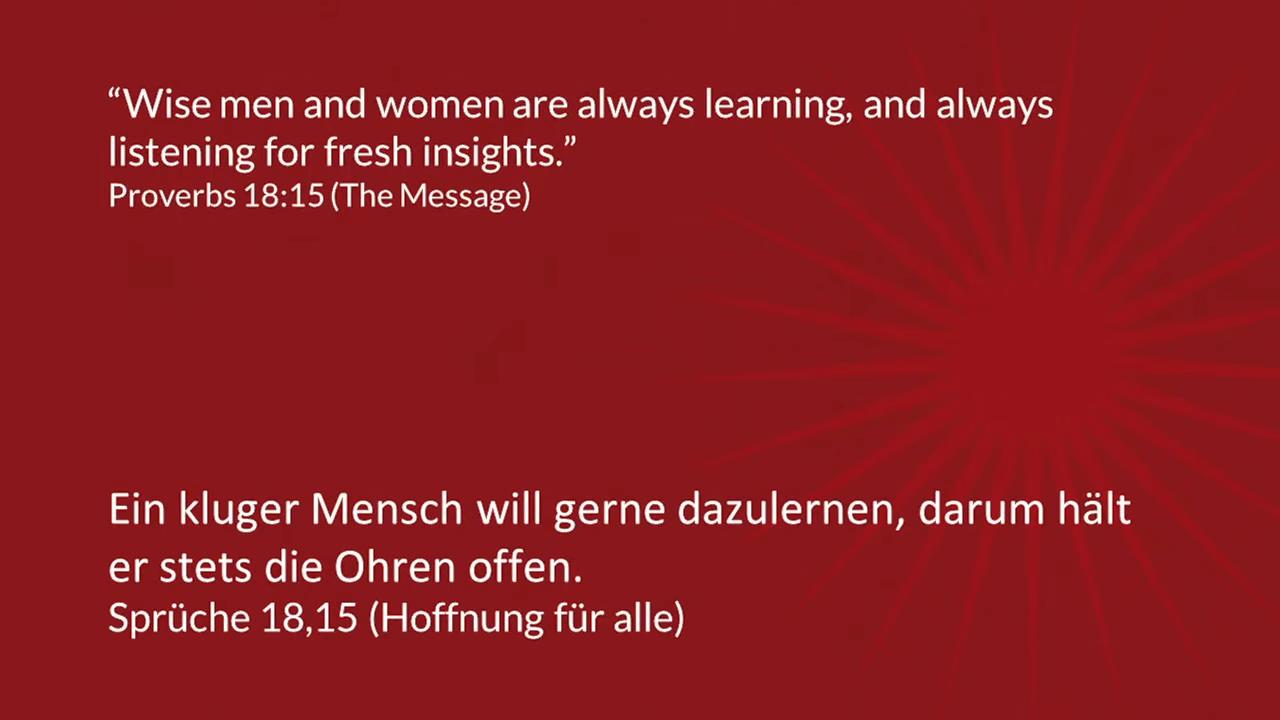 “Wise men and women are always learning, and always
listening for fresh insights.”
Proverbs 18:15 (The Message)
Ein kluger Mensch will gerne dazulernen, darum hält
er stets die Ohren offen.
Sprüche 18,15 (Hoffnung für alle)